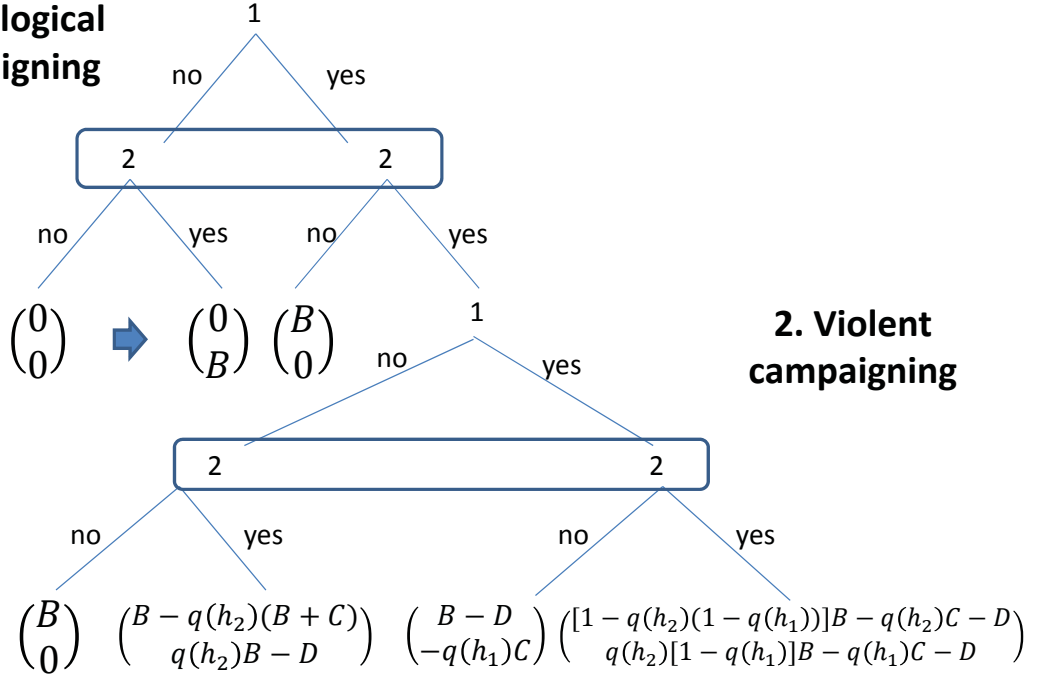 logical
igning
1
no yes
2 2
no yes no yes
(0 0) (0 B) (B 0) 1
2. Violent
campaigning
no yes
2 2
no yes no yes
(B 0) (B − q(h₂)(B + C) q(h₂)B − D) (B − D −q(h₁)C) ([1 − q(h₂)(1 − q(h₁))]B − q(h₂)C − D q(h₂)[1 − q(h₁)]B − q(h₁)C − D)